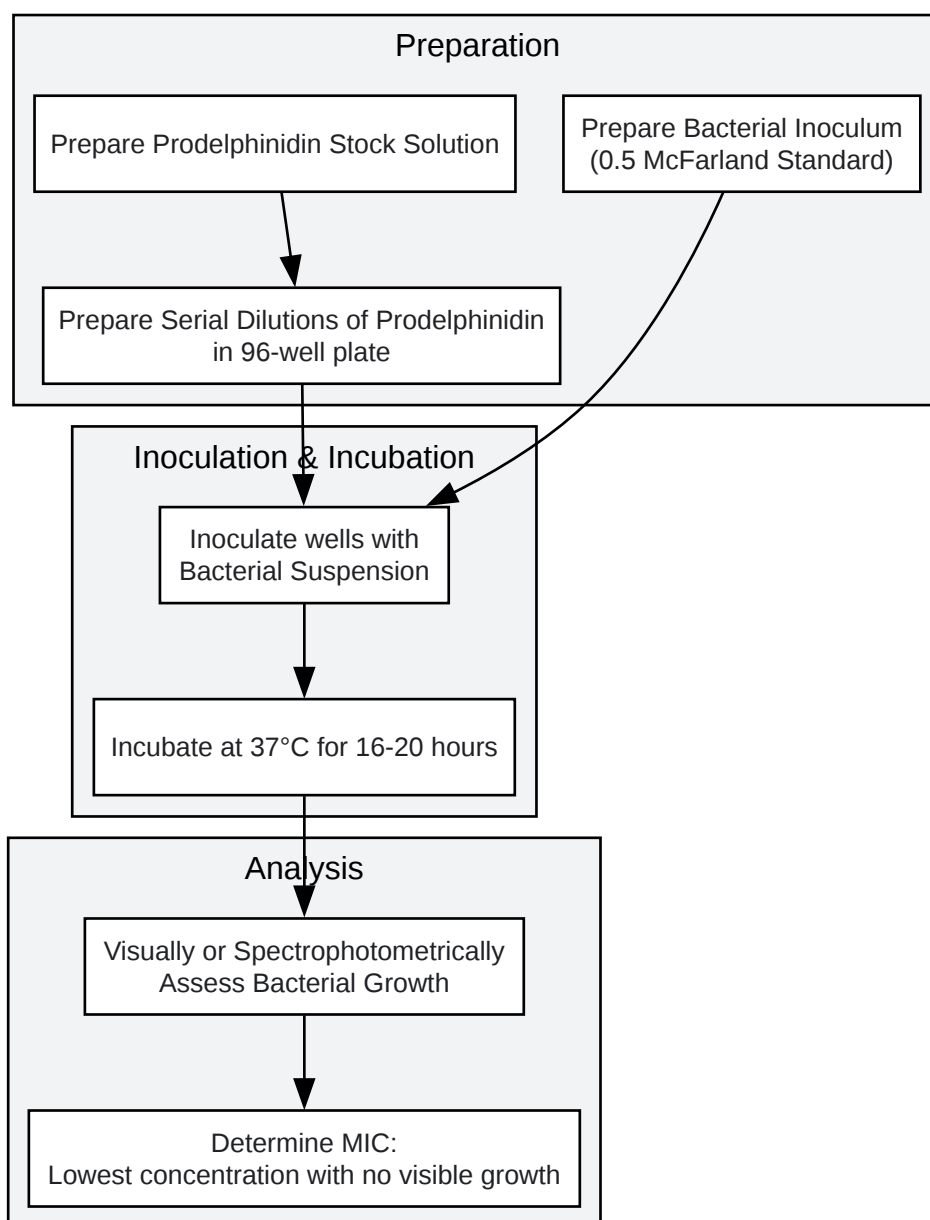 Preparation
Prepare Prodelphinidin Stock Solution
Prepare Bacterial Inoculum
(0.5 McFarland Standard)
Prepare Serial Dilutions of Prodelphinidin
in 96-well plate
Inoculation & Incubation
Inoculate wells with
Bacterial Suspension
Incubate at 37°C for 16-20 hours
Analysis
Visually or Spectrophotometrically
Assess Bacterial Growth
Determine MIC:
Lowest concentration with no visible growth